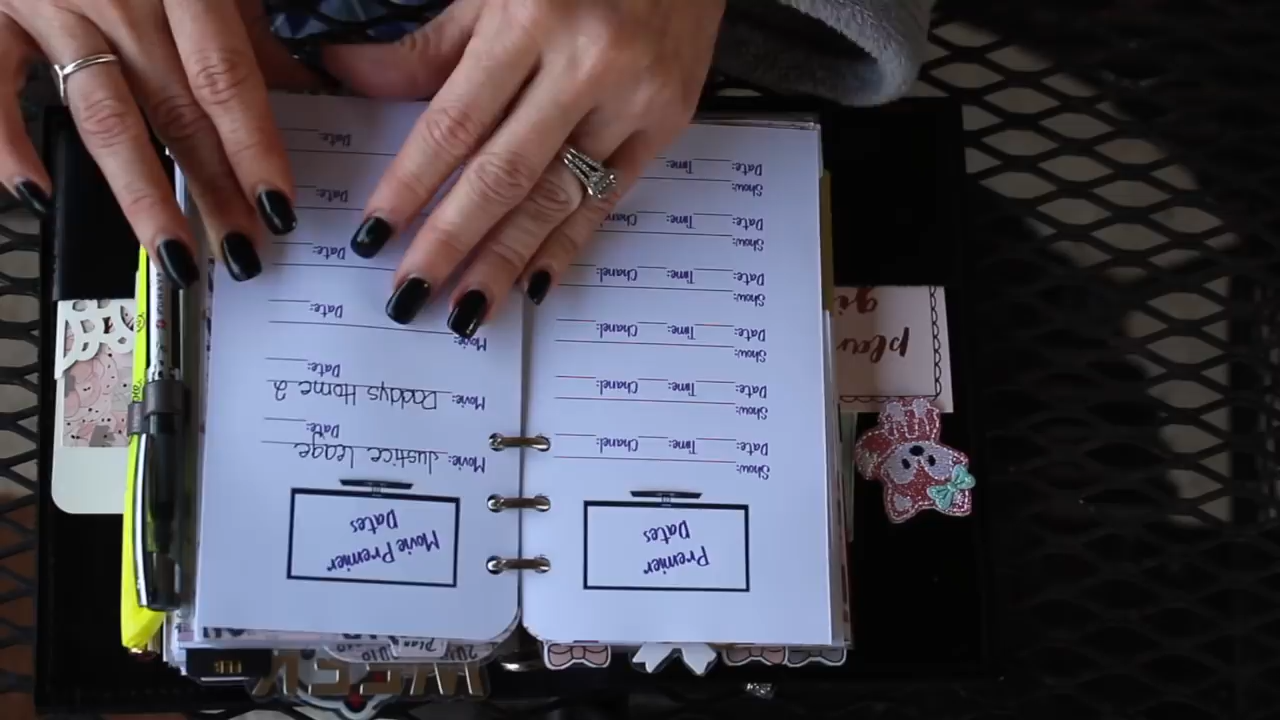 plan
Premier
Dates
Show:
Date: Time: Chanel:
Show:
Date: Time: Chanel:
Show:
Date: Time: Chanel:
Show:
Date: Time: Chanel:
Show:
Date: Time:
Show:
Date: Time:
Movie Premier
Dates
Movie: Justice leage
Date:
Movie: Daddys Home 2
Date:
Movie:
Date:
Date:
Date:
Date: